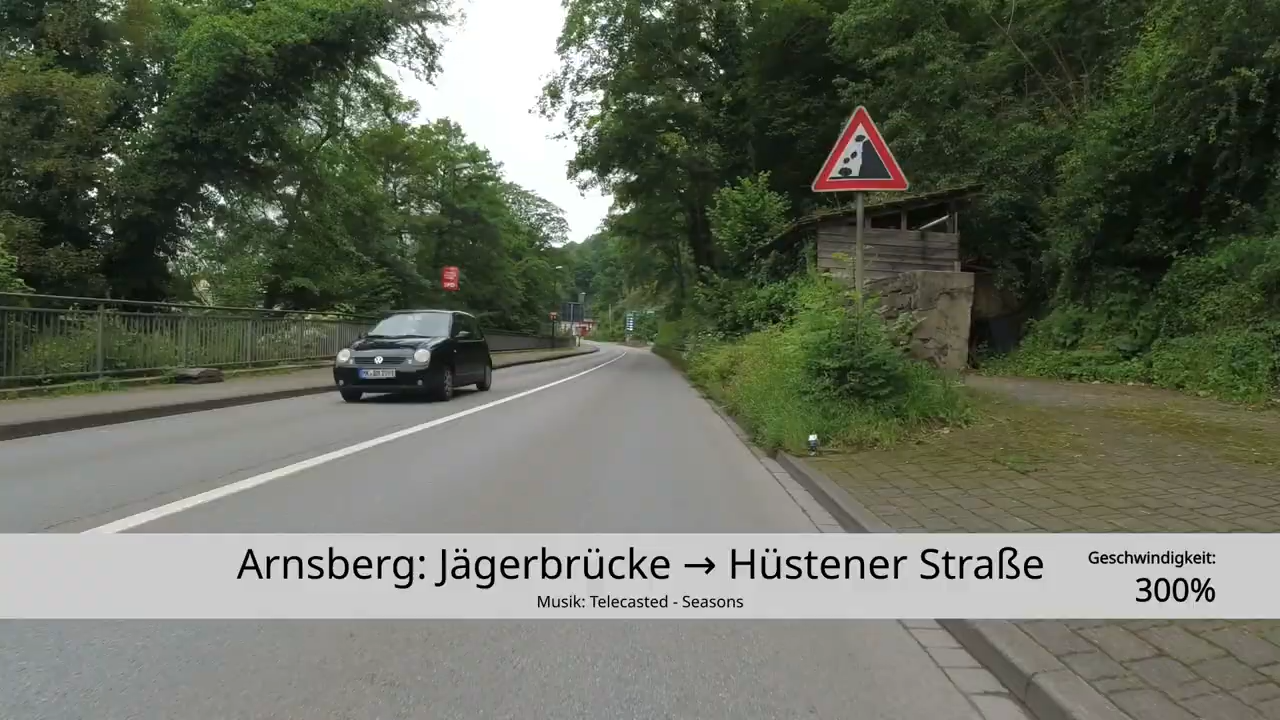 Arnsberg: Jägerbrücke → Hüstener Straße
Musik: Telecasted - Seasons
Geschwindigkeit:
300%